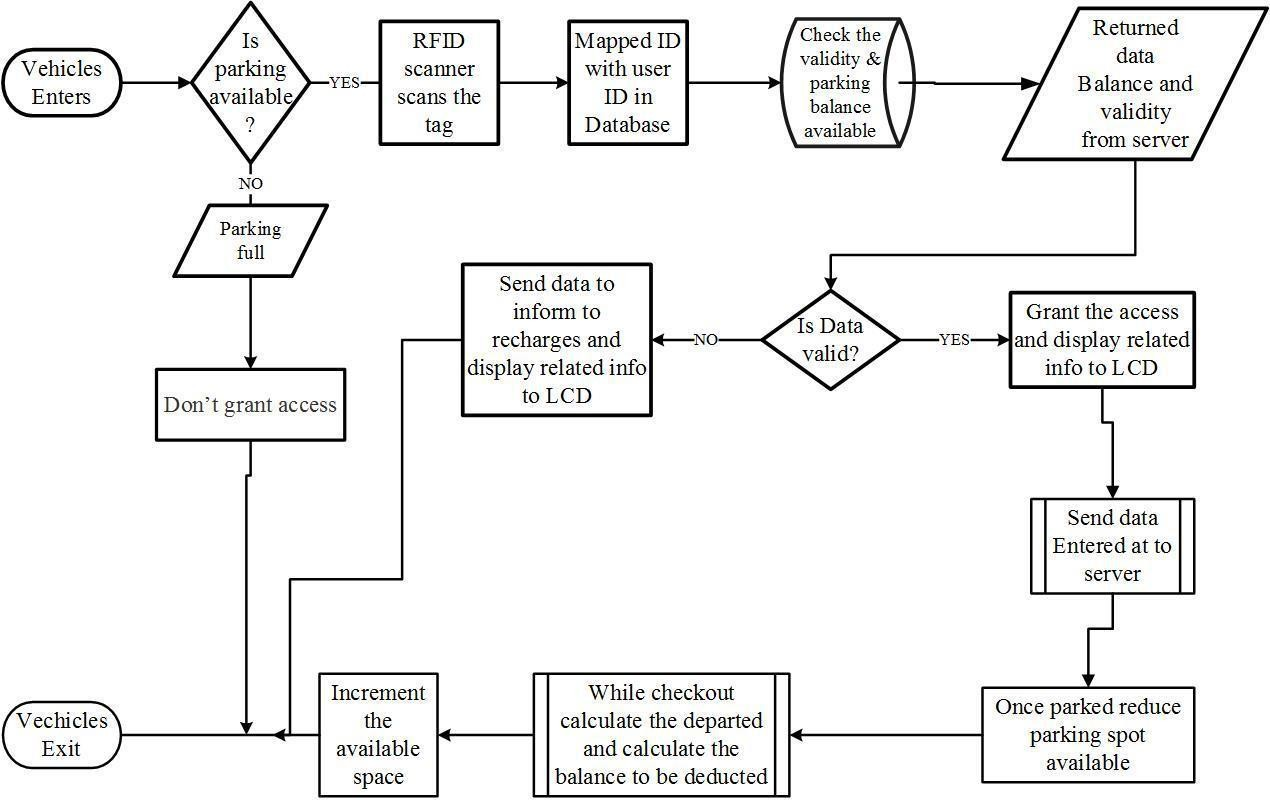 Vehicles
Enters
Is
parking
available
?
YES
RFID
scanner
scans the
tag
Mapped ID
with user
ID in
Database
Check the
validity &
parking
balance
available
Returned
data
Balance and
validity
from server
NO
Parking
full
Don't grant access
Send data to
inform to
recharges and
display related info
to LCD
NO
Is Data
valid?
YES
Grant the access
and display related
info to LCD
Send data
Entered at to
server
Once parked reduce
parking spot
available
While checkout
calculate the departed
and calculate the
balance to be deducted
Increment
the
available
space
Vechicles
Exit